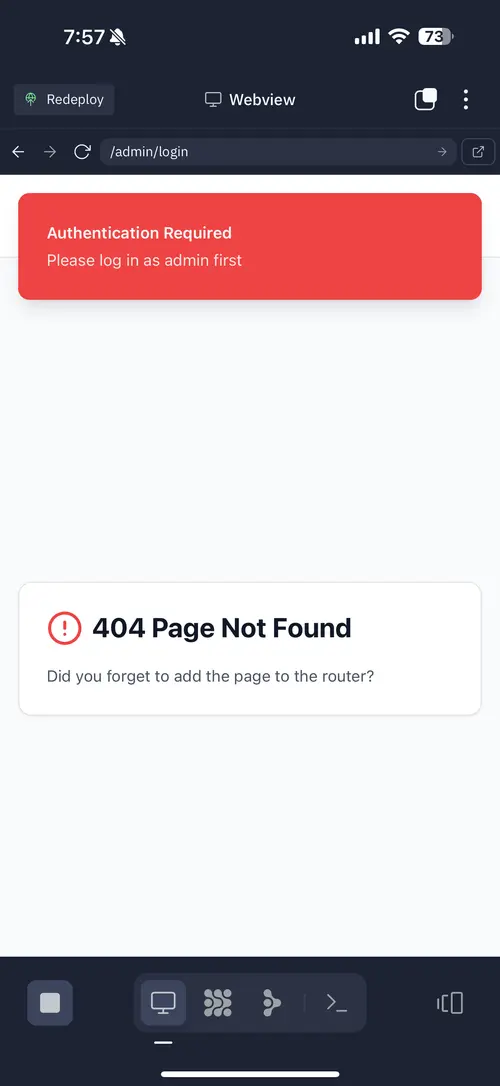 7:57
73
Redeploy
Webview
/admin/login
Authentication Required
Please log in as admin first
404 Page Not Found
Did you forget to add the page to the router?